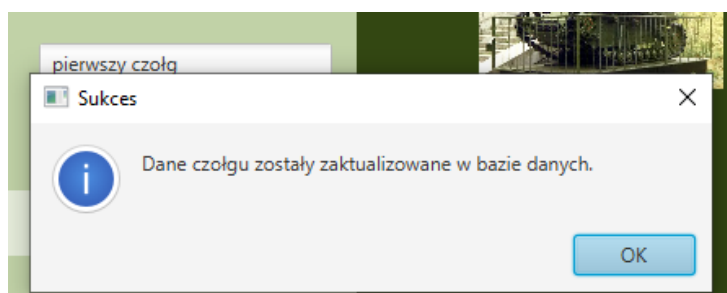 pierwszy czołg
Sukces
Dane czołgu zostały zaktualizowane w bazie danych.
OK